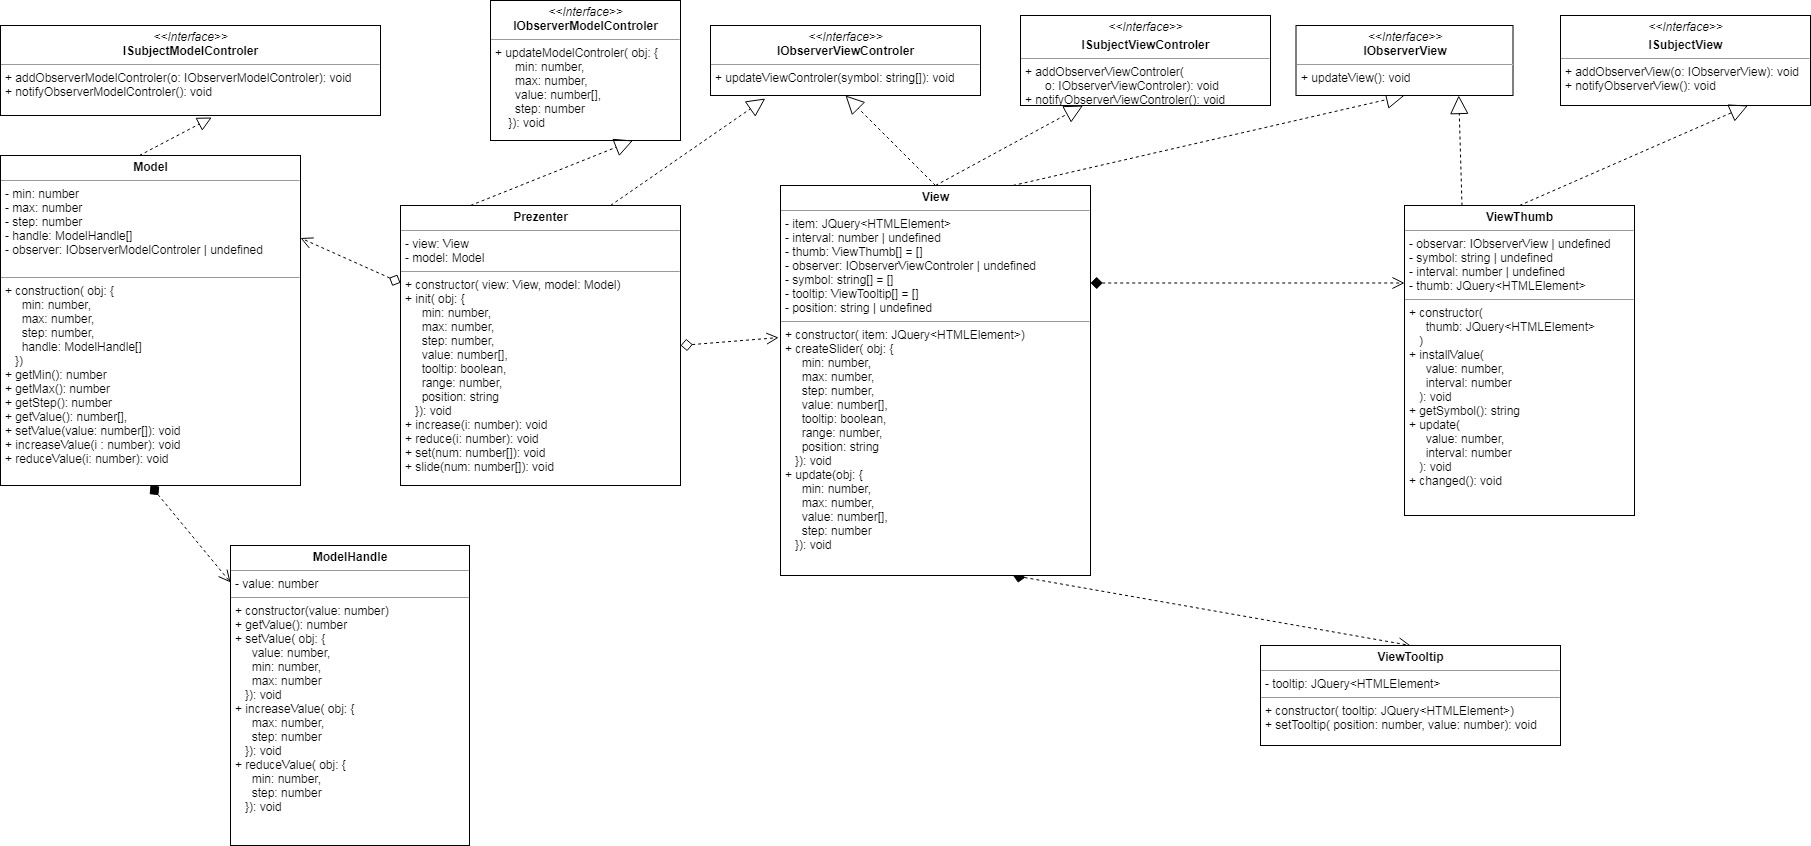 <<Interface>>
ISubjectModelControler
+ addObserverModelControler(o: IObserverModelControler): void
+ notifyObserverModelControler(): void
<<Interface>>
IObserverModelControler
+ updateModelControler( obj: {
min: number,
max: number,
value: number[],
step: number
}): void
<<Interface>>
IObserverViewControler
+ updateViewControler(symbol: string[]): void
<<Interface>>
ISubjectViewControler
+ addObserverViewControler(
o: IObserverViewControler): void
+ notifyObserverViewControler(): void
<<Interface>>
IObserverView
+ updateView(): void
<<Interface>>
ISubjectView
+ addObserverView(o: IObserverView): void
+ notifyObserverView(): void
Model
- min: number
- max: number
- step: number
- handle: ModelHandle[]
- observer: IObserverModelControler | undefined
+ construction( obj: {
min: number,
max: number,
step: number,
handle: ModelHandle[]
})
+ getMin(): number
+ getMax(): number
+ getStep(): number
+ getValue(): number[],
+ setValue(value: number[]): void
+ increaseValue(i : number): void
+ reduceValue(i: number): void
Prezenter
- view: View
- model: Model
+ constructor( view: View, model: Model)
+ init( obj: {
min: number,
max: number,
step: number,
value: number[],
tooltip: boolean,
range: number,
position: string
}): void
+ increase(i: number): void
+ reduce(i: number): void
+ set(num: number[]): void
+ slide(num: number[]): void
View
- item: JQuery<HTMLElement>
- interval: number | undefined
- thumb: ViewThumb[] = []
- observer: IObserverViewControler | undefined
- symbol: string[] = []
- tooltip: ViewTooltip[] = []
- position: string | undefined
+ constructor( item: JQuery<HTMLElement>)
+ createSlider( obj: {
min: number,
max: number,
step: number,
value: number[],
tooltip: boolean,
range: number,
position: string
}): void
+ update(obj: {
min: number,
max: number,
value: number[],
step: number
}): void
ViewThumb
- observar: IObserverView | undefined
- symbol: string | undefined
- interval: number | undefined
- thumb: JQuery<HTMLElement>
+ constructor(
thumb: JQuery<HTMLElement>
)
+ installValue(
value: number,
interval: number
): void
+ getSymbol(): string
+ update(
value: number,
interval: number
): void
+ changed(): void
ModelHandle
- value: number
+ constructor(value: number)
+ getValue(): number
+ setValue( obj: {
value: number,
min: number,
max: number
}): void
+ increaseValue( obj: {
max: number,
step: number
}): void
+ reduceValue( obj: {
min: number,
step: number
}): void
ViewTooltip
- tooltip: JQuery<HTMLElement>
+ constructor( tooltip: JQuery<HTMLElement>)
+ setTooltip( position: number, value: number): void